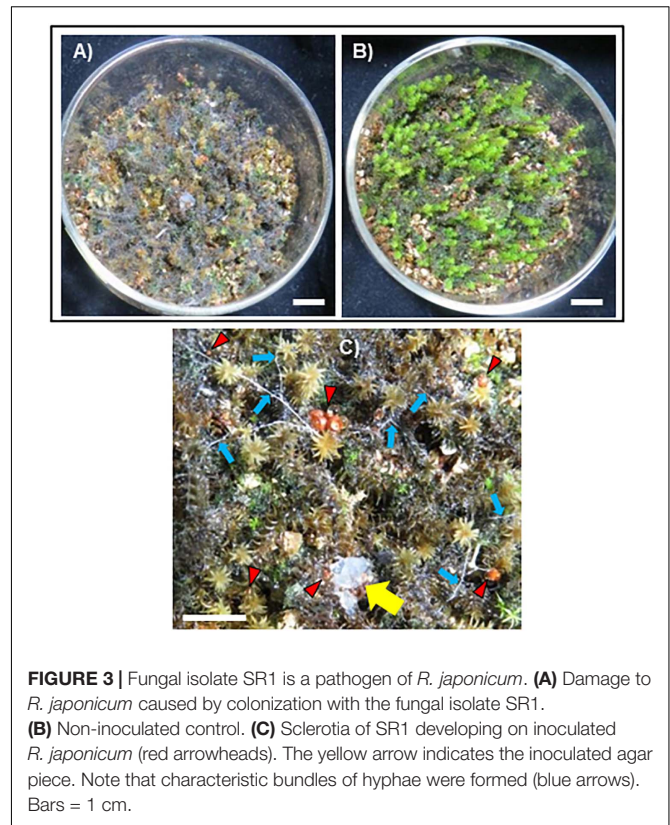 A)
B)
C)
FIGURE 3 | Fungal isolate SR1 is a pathogen of R. japonicum. (A) Damage to
R. japonicum caused by colonization with the fungal isolate SR1.
(B) Non-inoculated control. (C) Sclerotia of SR1 developing on inoculated
R. japonicum (red arrowheads). The yellow arrow indicates the inoculated agar
piece. Note that characteristic bundles of hyphae were formed (blue arrows).
Bars = 1 cm.